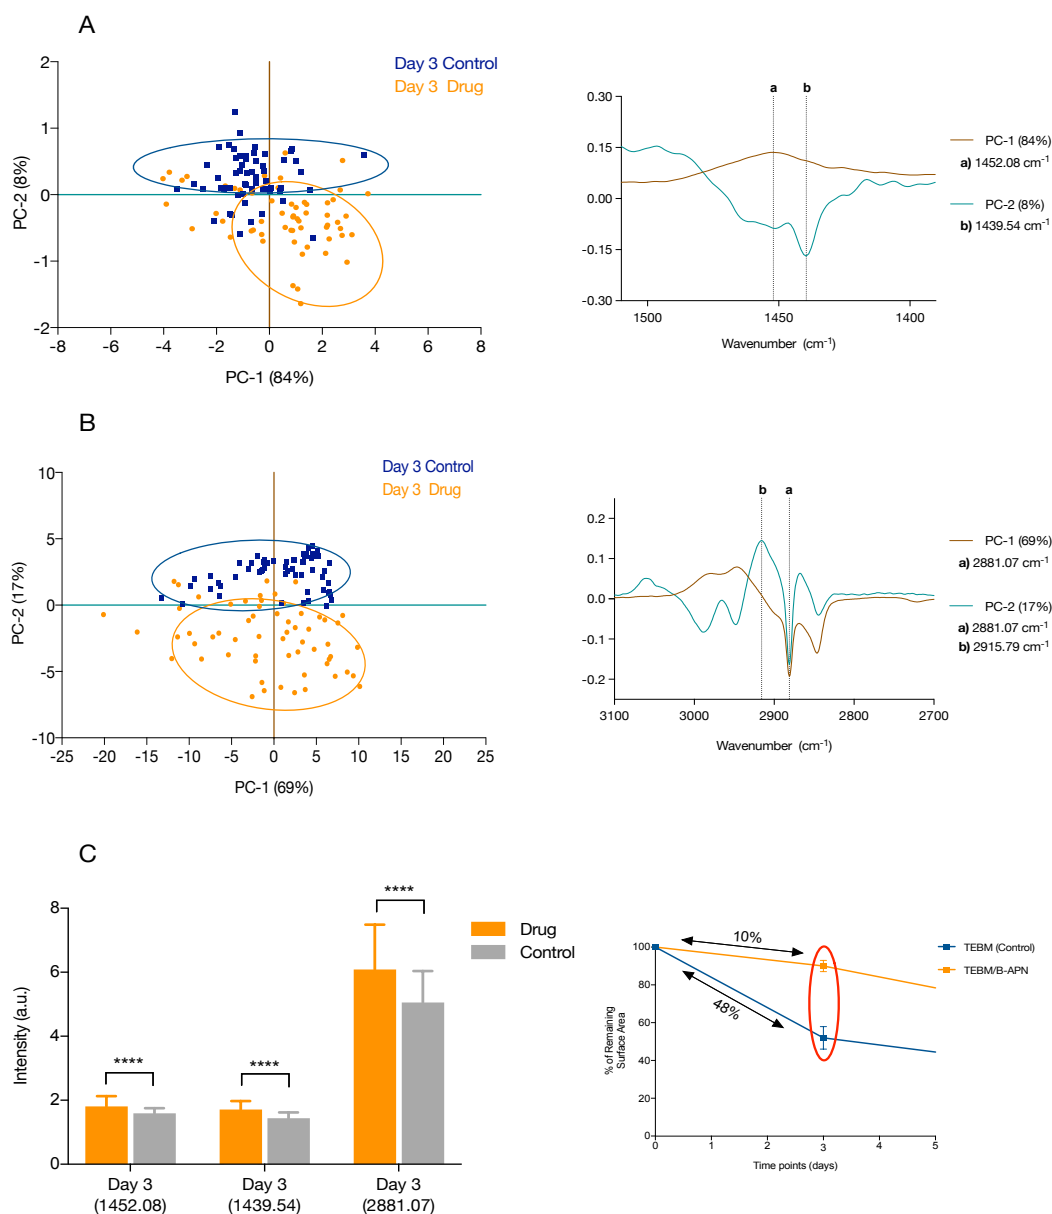 A
Day 3 Control
Day 3 Drug
PC-2 (8%)
2
1
0
-1
-2
-8 -6 -4 -2 0 2 4 6 8
PC-1 (84%)
a b
0.30
0.15
0.00
-0.15
-0.30
1500 1450 1400
Wavenumber (cm⁻¹)
PC-1 (84%)
a) 1452.08 cm⁻¹
PC-2 (8%)
b) 1439.54 cm⁻¹
B
Day 3 Control
Day 3 Drug
PC-2 (17%)
10
5
0
-5
-10
-25 -20 -15 -10 -5 0 5 10 15 20 25
PC-1 (69%)
b a
0.2
0.1
0.0
-0.1
-0.2
3100 3000 2900 2800 2700
Wavenumber (cm⁻¹)
PC-1 (69%)
a) 2881.07 cm⁻¹
PC-2 (17%)
a) 2881.07 cm⁻¹
b) 2915.79 cm⁻¹
C
Intensity (a.u.)
8
6
4
2
0
****
****
****
Drug
Control
Day 3
(1452.08)
Day 3
(1439.54)
Day 3
(2881.07)
% of Remaining
Surface Area
100
80
60
40
20
0
10%
48%
0 1 2 3 4 5
Time points (days)
TEBM (Control)
TEBM/B-APN